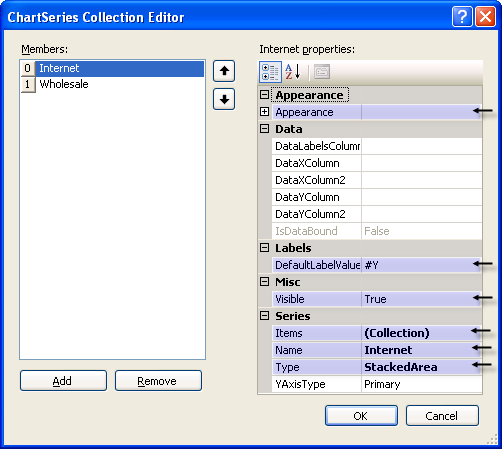 ChartSeries Collection Editor
Members:
0 Internet
1 Wholesale
Add
Remove
Internet properties:
Appearance
Appearance
Data
DataLabelsColumn
DataXColumn
DataXColumn2
DataYColumn
DataYColumn2
IsDataBound False
Labels
DefaultLabelValue #Y
Misc
Visible True
Series
Items (Collection)
Name Internet
Type StackedArea
YAxisType Primary
OK
Cancel